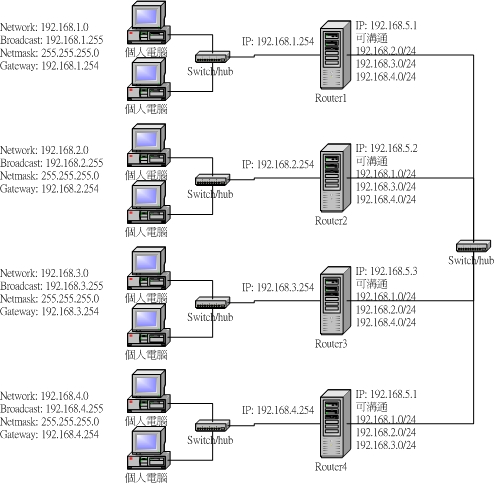 Network: 192.168.1.0
Broadcast: 192.168.1.255
Netmask: 255.255.255.0
Gateway: 192.168.1.254
個人電腦
個人電腦
Switch/hub
IP: 192.168.1.254
Router1
IP: 192.168.5.1
可溝通
192.168.2.0/24
192.168.3.0/24
192.168.4.0/24
Network: 192.168.2.0
Broadcast: 192.168.2.255
Netmask: 255.255.255.0
Gateway: 192.168.2.254
個人電腦
個人電腦
Switch/hub
IP: 192.168.2.254
Router2
IP: 192.168.5.2
可溝通
192.168.1.0/24
192.168.3.0/24
192.168.4.0/24
Switch/hub
Network: 192.168.3.0
Broadcast: 192.168.3.255
Netmask: 255.255.255.0
Gateway: 192.168.3.254
個人電腦
個人電腦
Switch/hub
IP: 192.168.3.254
Router3
IP: 192.168.5.3
可溝通
192.168.1.0/24
192.168.2.0/24
192.168.4.0/24
Network: 192.168.4.0
Broadcast: 192.168.4.255
Netmask: 255.255.255.0
Gateway: 192.168.4.254
個人電腦
個人電腦
Switch/hub
IP: 192.168.4.254
Router4
IP: 192.168.5.1
可溝通
192.168.1.0/24
192.168.2.0/24
192.168.3.0/24